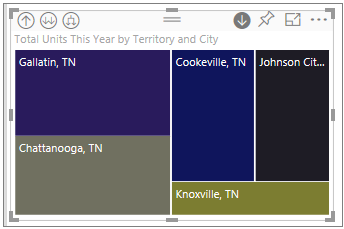 Total Units This Year by Territory and City
Gallatin, TN
Cookeville, TN
Johnson Cit...
Chattanooga, TN
Knoxville, TN